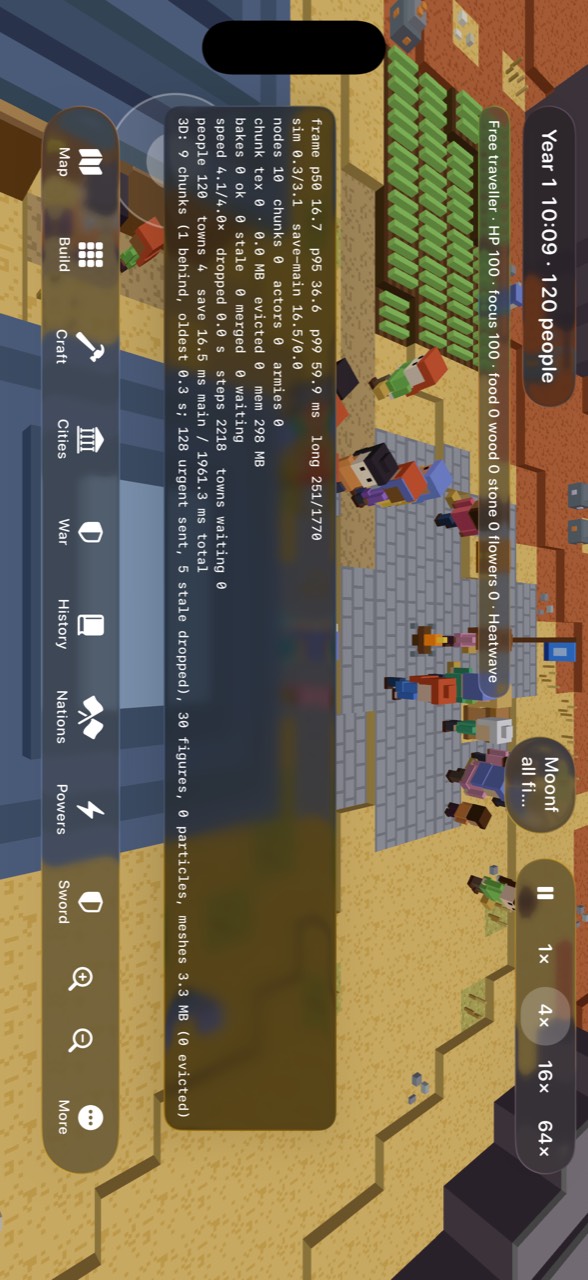 Year 1 10:09 · 120 people
Moonf
all fi...
1×
4×
16×
64×
Free traveller · HP 100 · focus 100 · food 0 wood 0 stone 0 flowers 0 · Heatwave
frame p50 16.7 p95 36.6 p99 59.9 ms long 251/1770
sim 0.3/3.1 save-main 16.5/0.0
nodes 10 chunks 0 actors 0 armies 0
chunk tex 0 · 0.0 MB evicted 0 mem 298 MB
bakes 0 ok 0 stale 0 merged 0 waiting
speed 4.1/4.0× dropped 0.0 s steps 2218 towns waiting 0
people 120 towns 4 save 16.5 ms main / 1961.3 ms total
3D: 9 chunks (1 behind, oldest 0.3 s; 128 urgent sent, 5 stale dropped), 30 figures, 0 particles, meshes 3.3 MB (0 evicted)
Map
Build
Craft
Cities
War
History
Nations
Powers
Sword
More